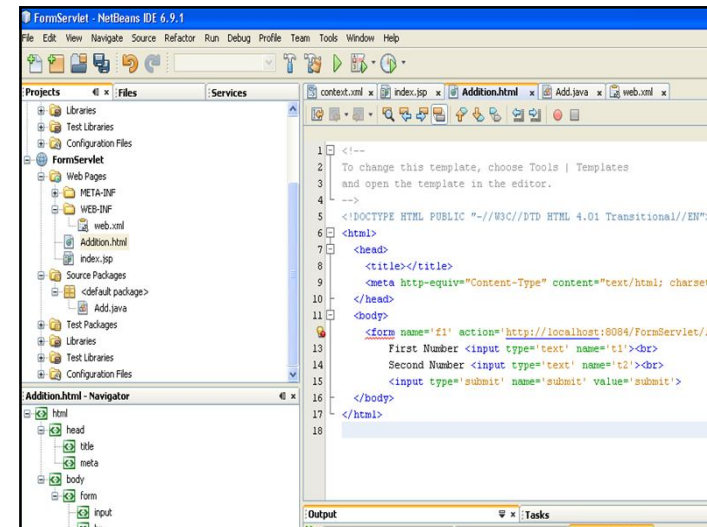 FormServlet - NetBeans IDE 6.9.1
File Edit View Navigate Source Refactor Run Debug Profile Team Tools Window Help
Projects x Files Services
context.xml x index.jsp x Addition.html x Add.java x web.xml x
Libraries
Test Libraries
Configuration Files
FormServlet
Web Pages
META-INF
WEB-INF
web.xml
Addition.html
index.jsp
Source Packages
<default package>
Add.java
Test Packages
Libraries
Test Libraries
Configuration Files
1 <!--
2 To change this template, choose Tools | Templates
3 and open the template in the editor.
4 -->
5 <!DOCTYPE HTML PUBLIC "-//W3C//DTD HTML 4.01 Transitional//EN"
6 <html>
7 <head>
8 <title></title>
9 <meta http-equiv="Content-Type" content="text/html; charset
10 </head>
11 <body>
<form name='f1' action='http://localhost:8084/FormServlet/
13 First Number <input type='text' name='t1'><br>
14 Second Number <input type='text' name='t2'><br>
15 <input type='submit' name='submit' value='submit'>
16 </body>
17 </html>
18
Addition.html - Navigator x
html
head
title
meta
body
form
input
Output x Tasks